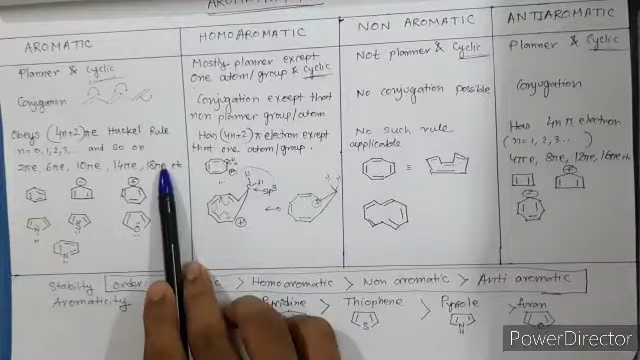 AROMATIC
Planner & Cyclic
Conjugation
Obeys (4n+2)πe Huckel Rule
n= 0, 1, 2, 3... and so on
2πe, 6πe, 10πe, 14πe, 18πe etc
HOMOAROMATIC
Mostly planner except
One atom/group & Cyclic
Conjugation except that
non planner group/atom
Has (4n+2) π electron except
that one atom/group.
NON AROMATIC
Not planner & Cyclic
No conjugation possible
No such rule
applicable
ANTIAROMATIC
Planner & Cyclic
Conjugation
Has 4n π electron
(n= 1, 2, 3... )
4πe, 8πe, 12πe, 16πe etc
Stability order > Homoaromatic > Non aromatic > Anti aromatic
Aromaticity Pyridine > Thiophene > Pyrrole > furan
PowerDirector